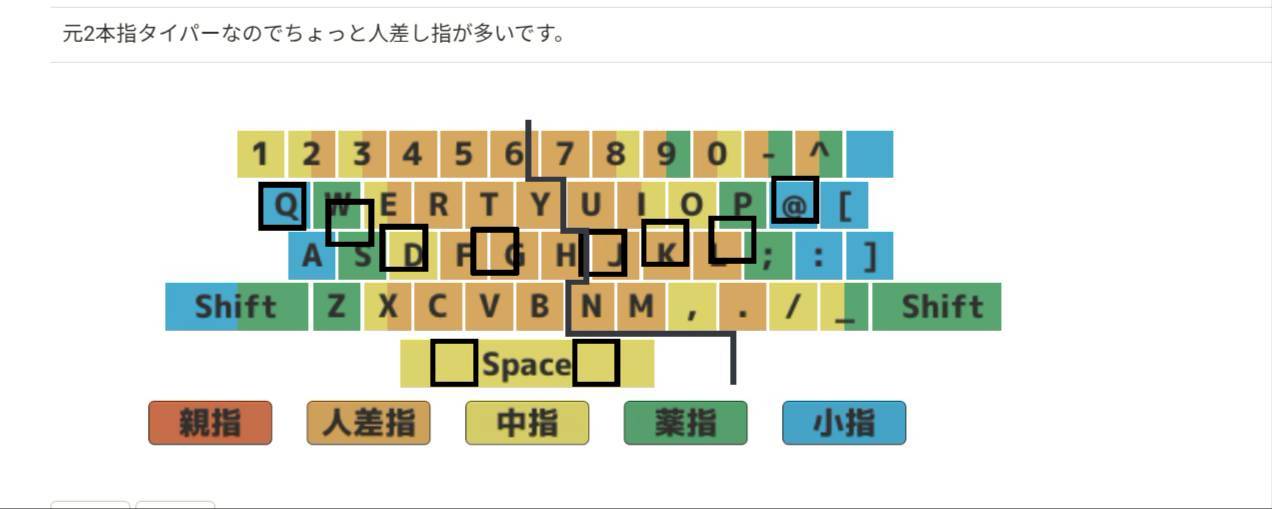 元2本指タイパーなのでちょっと人差し指が多いです。
1 2 3 4 5 6 7 8 9 0 - ^
Q W E R T Y U I O P @ [
A S D F G H J K L ; : ]
Shift Z X C V B N M , . / _ Shift
Space
親指 人差指 中指 薬指 小指